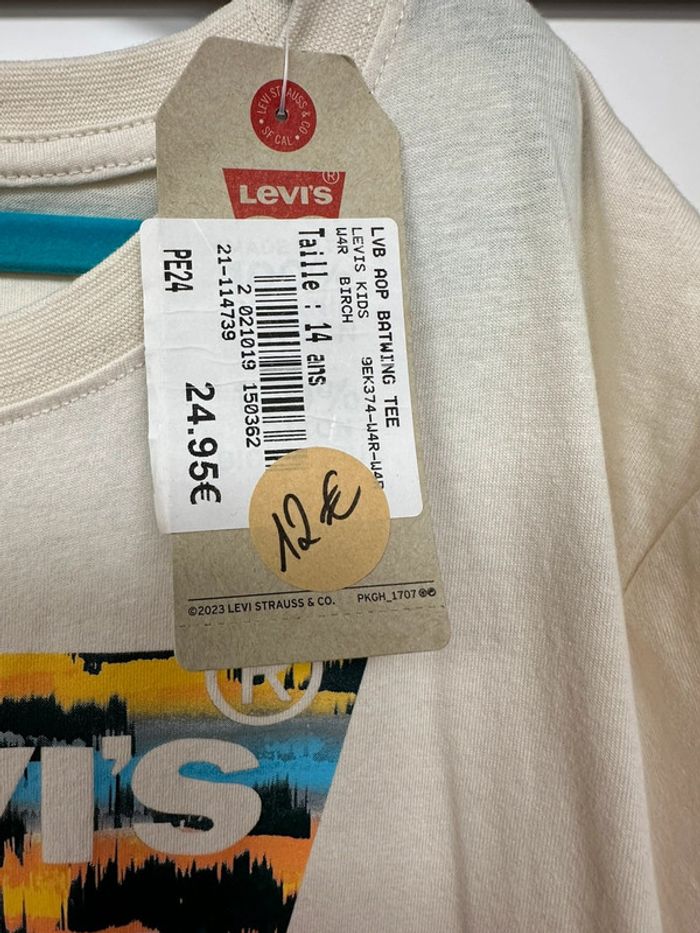 LEVI STRAUSS & CO
SF CAL
LEVI'S®
LVB AOP BATWING TEE
LEVIS KIDS 9EK374-W4R-W4R
W4R BIRCH
Taille : 14 ans
2 021019 150362
21-114739
PE24
24.95€
12 €
©2023 LEVI STRAUSS & CO. PKGH_1707
®
VI'S